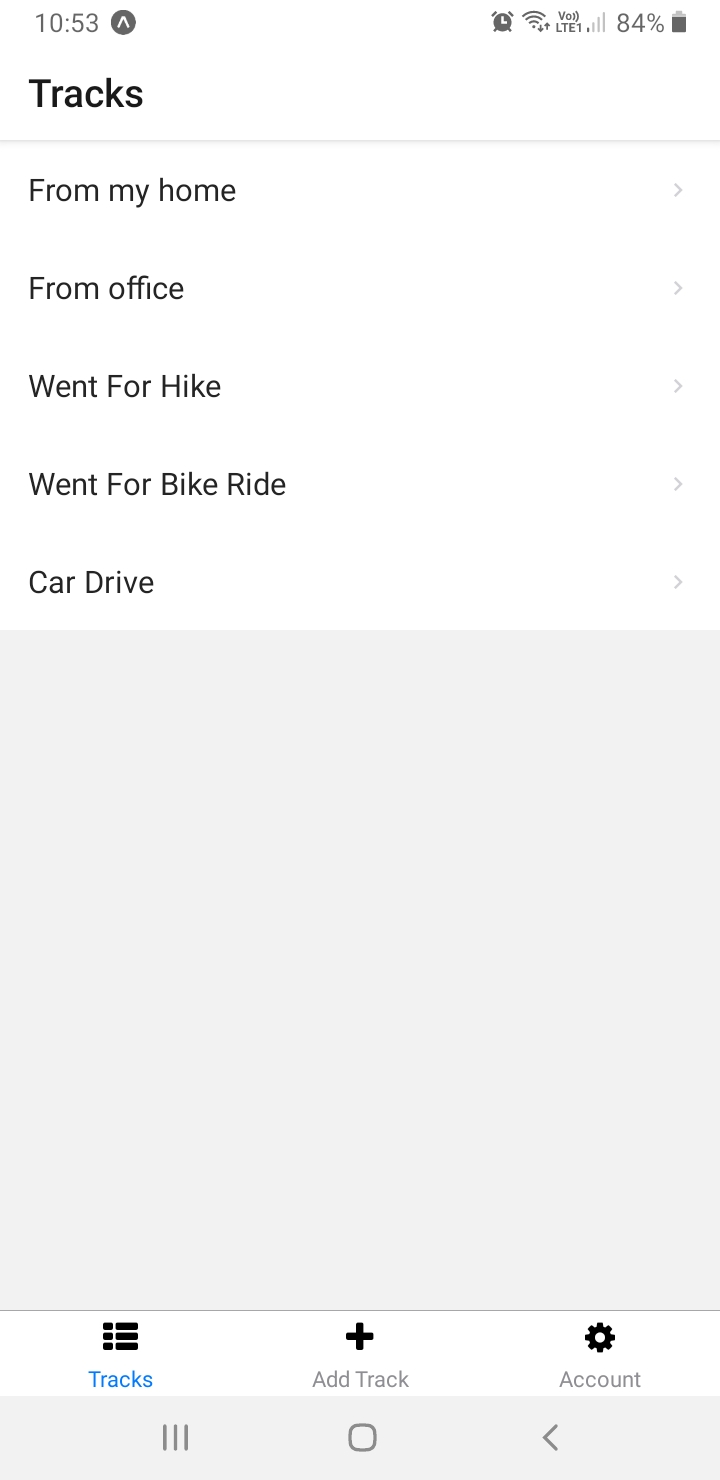 10:53
Vo)) LTE1 84%
Tracks
From my home
From office
Went For Hike
Went For Bike Ride
Car Drive
Tracks
Add Track
Account